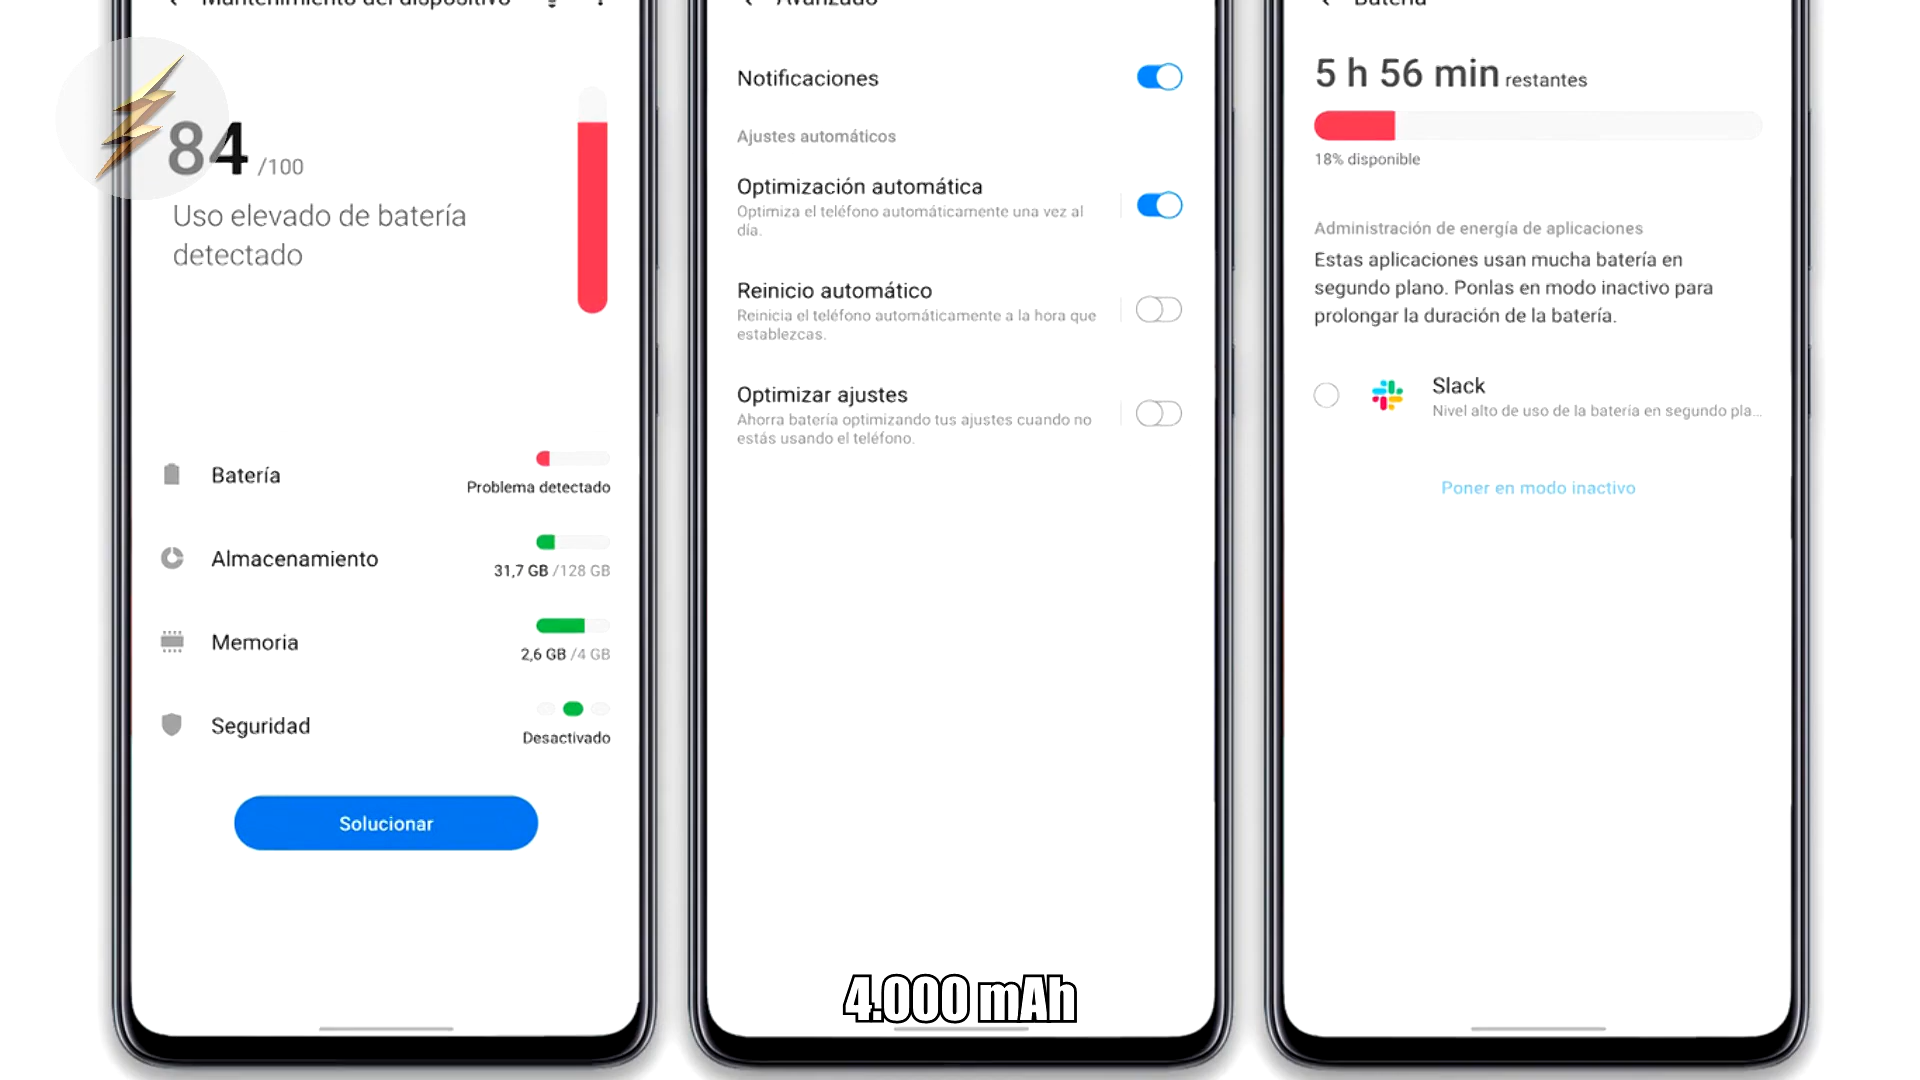 Mantenimiento del dispositivo
84 /100
Uso elevado de batería
detectado
Batería
Problema detectado
Almacenamiento
31,7 GB /128 GB
Memoria
2,6 GB /4 GB
Seguridad
Desactivado
Solucionar
Avanzado
Notificaciones
Ajustes automáticos
Optimización automática
Optimiza el teléfono automáticamente una vez al
día.
Reinicio automático
Reinicia el teléfono automáticamente a la hora que
establezcas.
Optimizar ajustes
Ahorra batería optimizando tus ajustes cuando no
estás usando el teléfono.
Batería
5 h 56 min restantes
18% disponible
Administración de energía de aplicaciones
Estas aplicaciones usan mucha batería en
segundo plano. Ponlas en modo inactivo para
prolongar la duración de la batería.
Slack
Nivel alto de uso de la batería en segundo pla...
Poner en modo inactivo
4.000 mAh